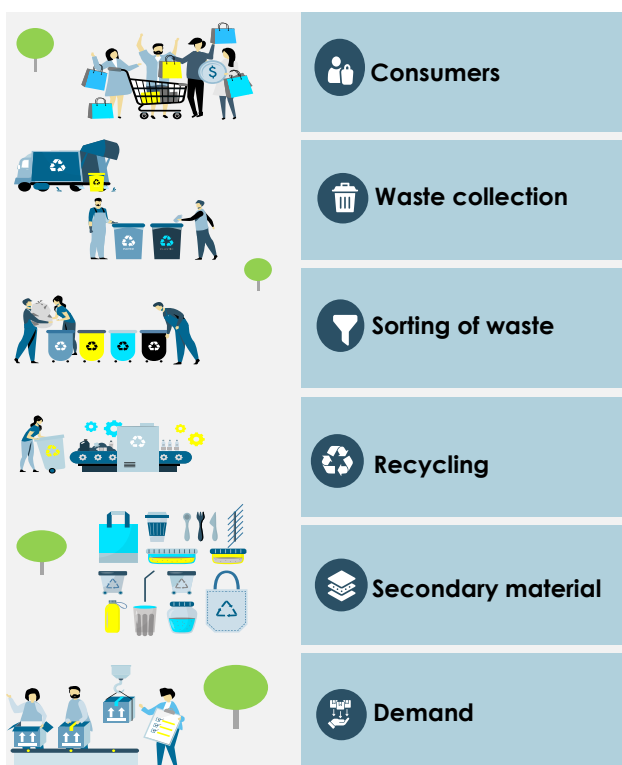 $
Consumers
Waste collection
Sorting of waste
Recycling
Secondary material
Demand